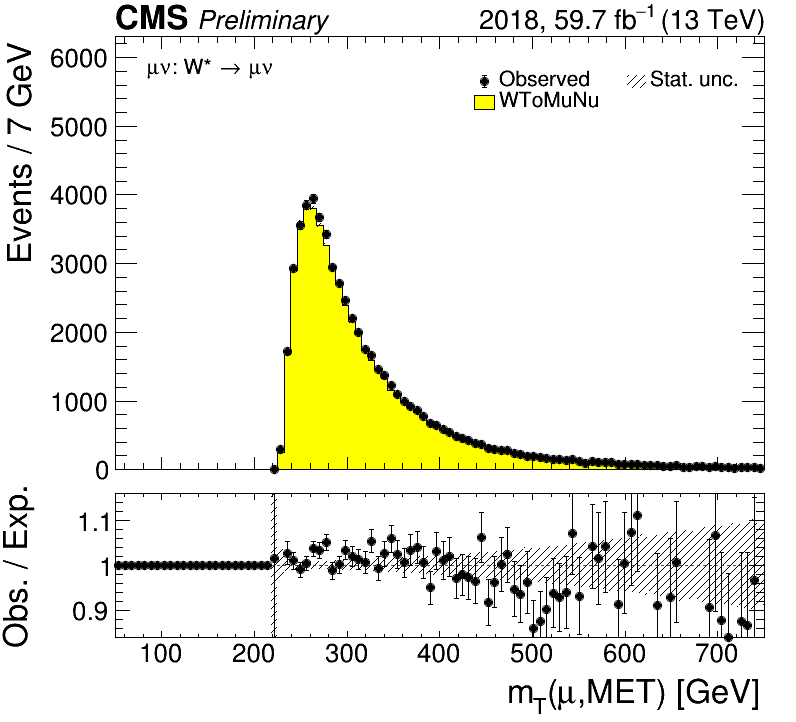 CMS Preliminary 2018, 59.7 fb⁻¹ (13 TeV)
Events / 7 GeV
μν: W* → μν
Observed
Stat. unc.
WToMuNu
6000
5000
4000
3000
2000
1000
0
Obs. / Exp.
1.1
1
0.9
100 200 300 400 500 600 700
m_T(μ,MET) [GeV]